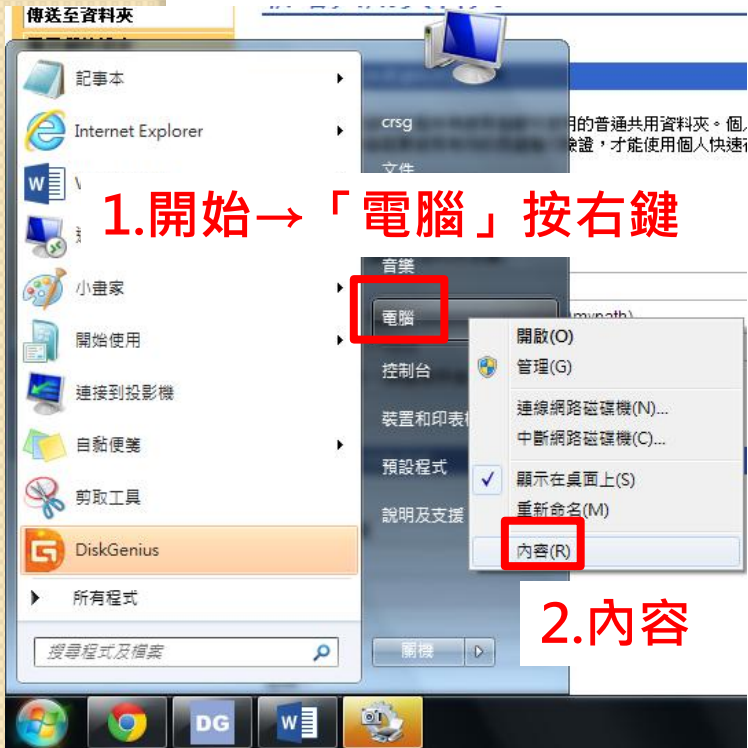 傳送至資料夾
記事本
Internet Explorer
W
小畫家
開始使用
連接到投影機
自黏便箋
剪取工具
DiskGenius
所有程式
搜尋程式及檔案
crsg
文件
1.開始→「電腦」按右鍵
音樂
電腦
控制台
裝置和印表
預設程式
說明及支援
關機
用的普通共用資料夾。個人
驗證，才能使用個人快速存
mypath)
開啟(O)
管理(G)
連線網路磁碟機(N)...
中斷網路磁碟機(C)...
顯示在桌面上(S)
重新命名(M)
內容(R)
2.內容
DG
W